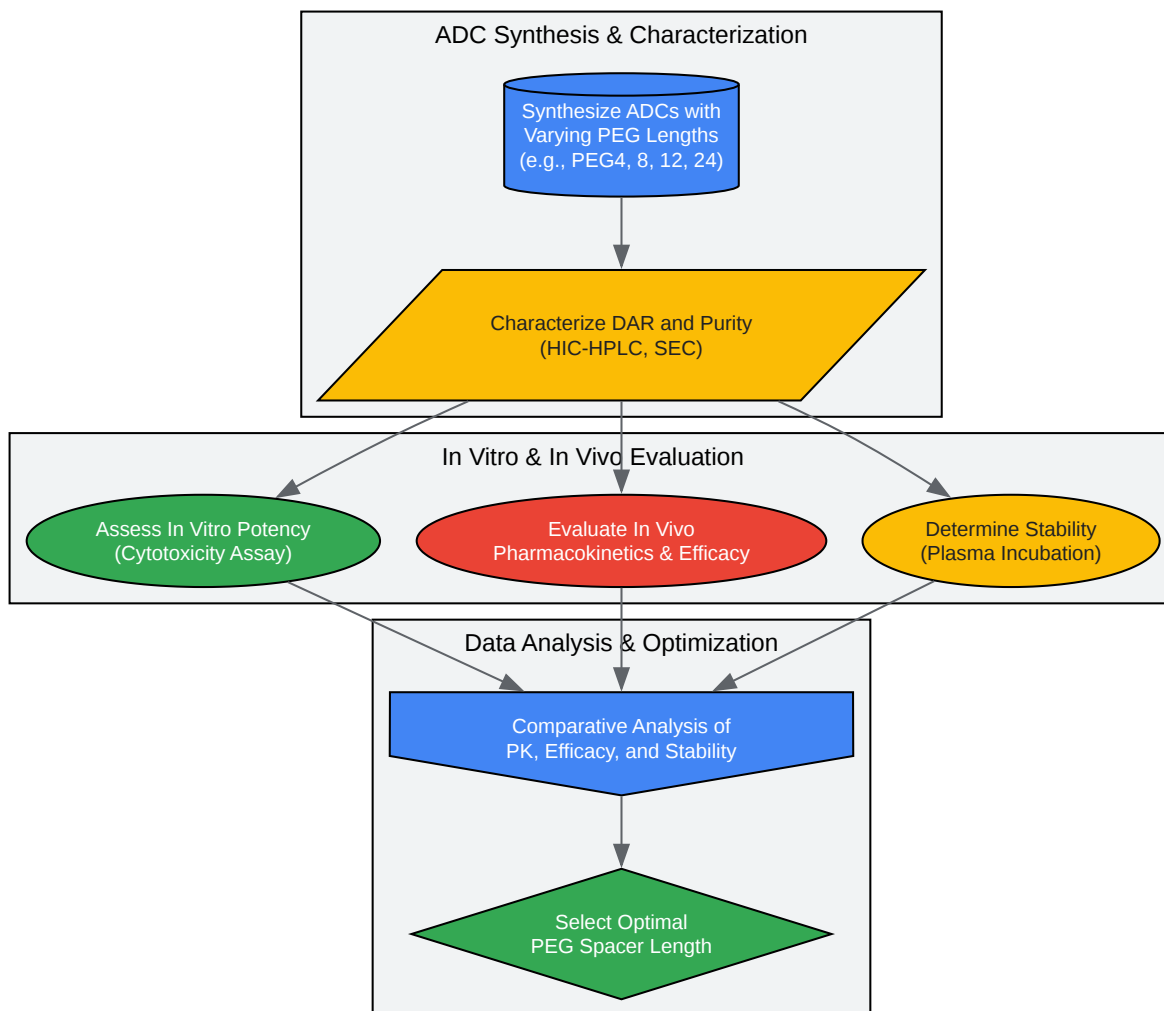 ADC Synthesis & Characterization
Synthesize ADCs with
Varying PEG Lengths
(e.g., PEG4, 8, 12, 24)
Characterize DAR and Purity
(HIC-HPLC, SEC)
In Vitro & In Vivo Evaluation
Assess In Vitro Potency
(Cytotoxicity Assay)
Evaluate In Vivo
Pharmacokinetics & Efficacy
Determine Stability
(Plasma Incubation)
Data Analysis & Optimization
Comparative Analysis of
PK, Efficacy, and Stability
Select Optimal
PEG Spacer Length